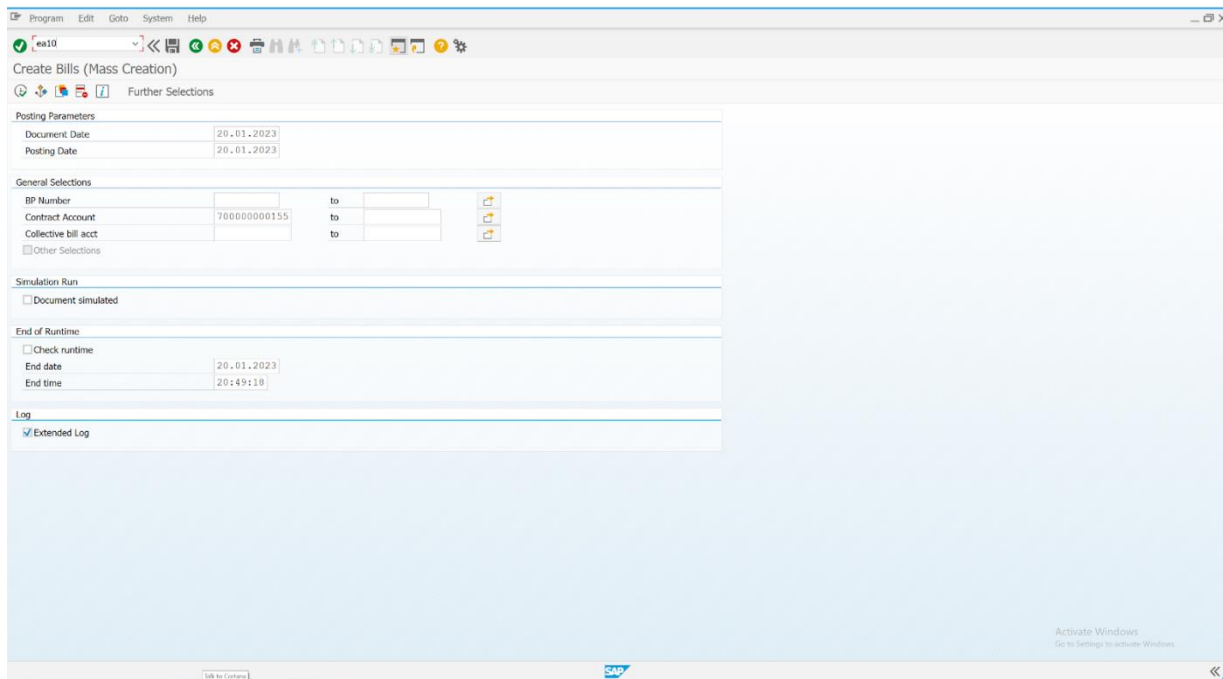 Program Edit Goto System Help
ea10
Create Bills (Mass Creation)
Further Selections
Posting Parameters
Document Date 20.01.2023
Posting Date 20.01.2023
General Selections
BP Number to
Contract Account 700000000155 to
Collective bill acct to
Other Selections
Simulation Run
Document simulated
End of Runtime
Check runtime
End date 20.01.2023
End time 20:49:18
Log
Extended Log
Activate Windows
Go to Settings to activate Windows.
Talk to Cortana
SAP